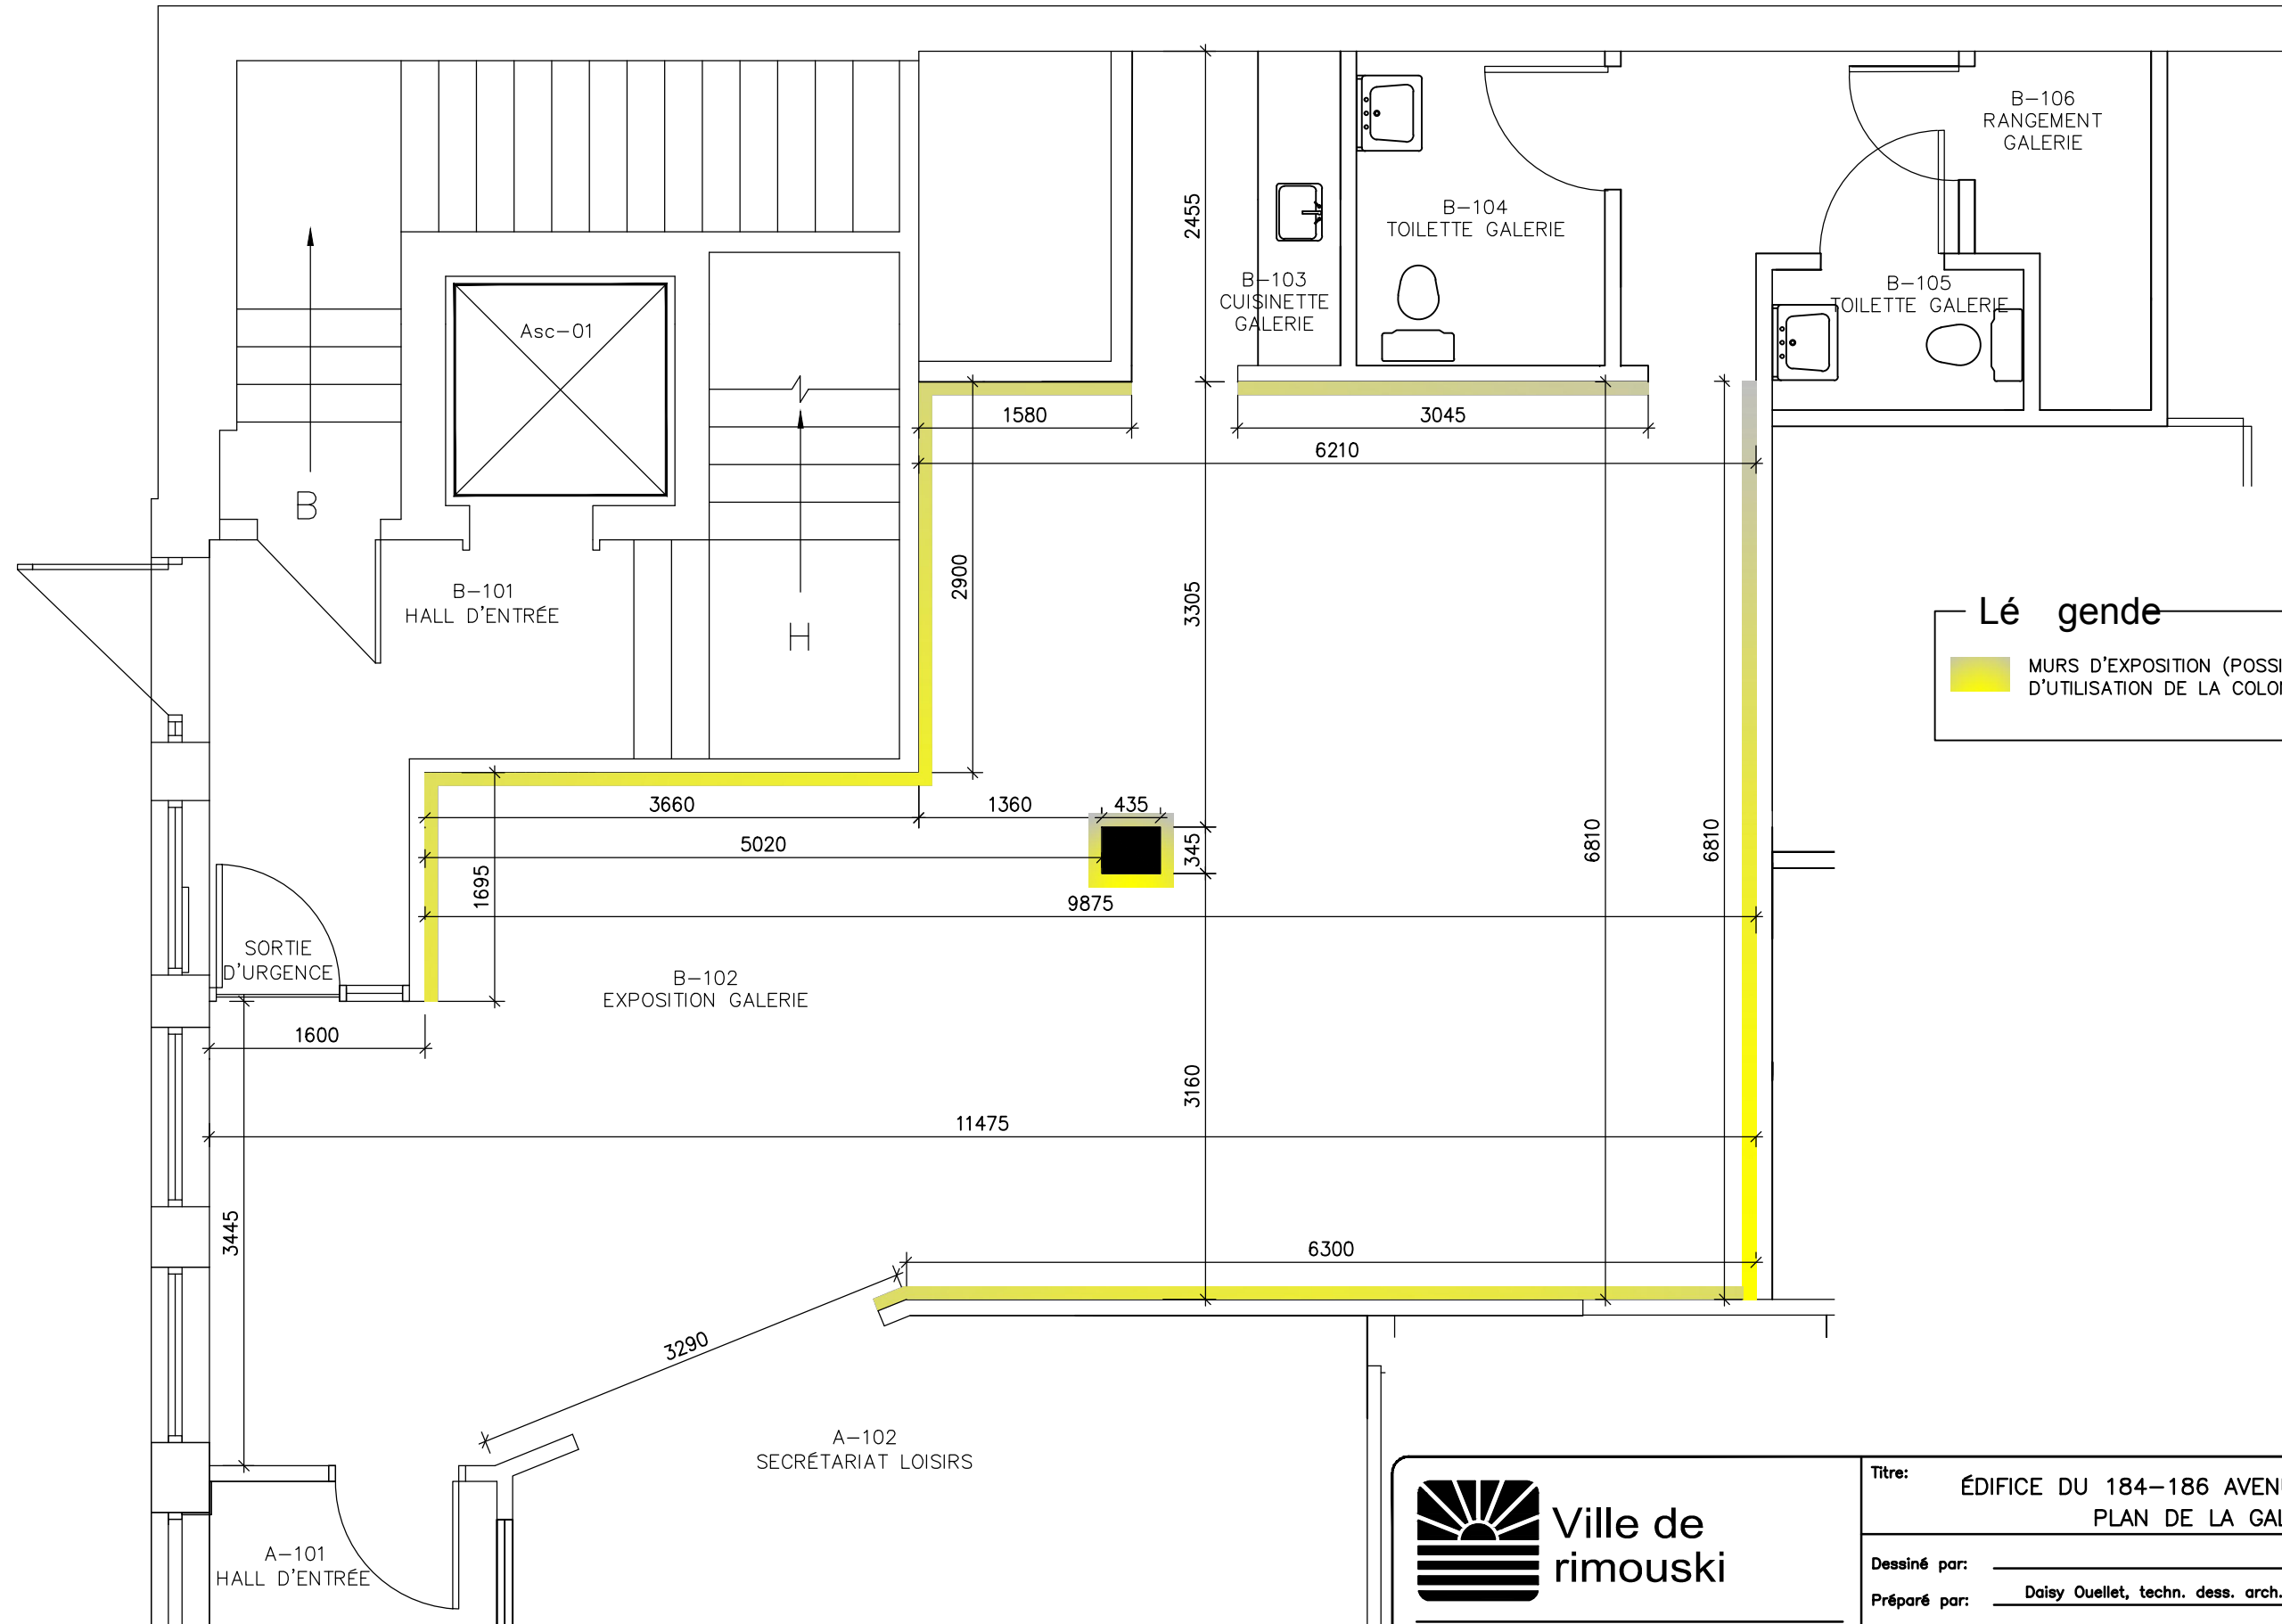 B-106
RANGEMENT
GALERIE
B-104
TOILETTE GALERIE
2455
B-103
CUISINETTE
GALERIE
B-105
TOILETTE GALERIE
Asc-01
1580
3045
6210
B
2900
3305
B-101
HALL D'ENTRÉE
H
Lé gende
MURS D'EXPOSITION
D'UTILISATION DE LA
3660
1360
435
5020
345
6810
6810
1695
9875
SORTIE
D'URGENCE
B-102
EXPOSITION GALERIE
1600
3160
11475
3445
6300
3290
A-102
SECRÉTARIAT LOISIRS
Titre:
ÉDIFICE DU 184-186
PLAN DE LA
Ville de
rimouski
A-101
HALL D'ENTRÉE
Dessiné par:
Préparé par: Daisy Ouellet, techn. dess. arch.